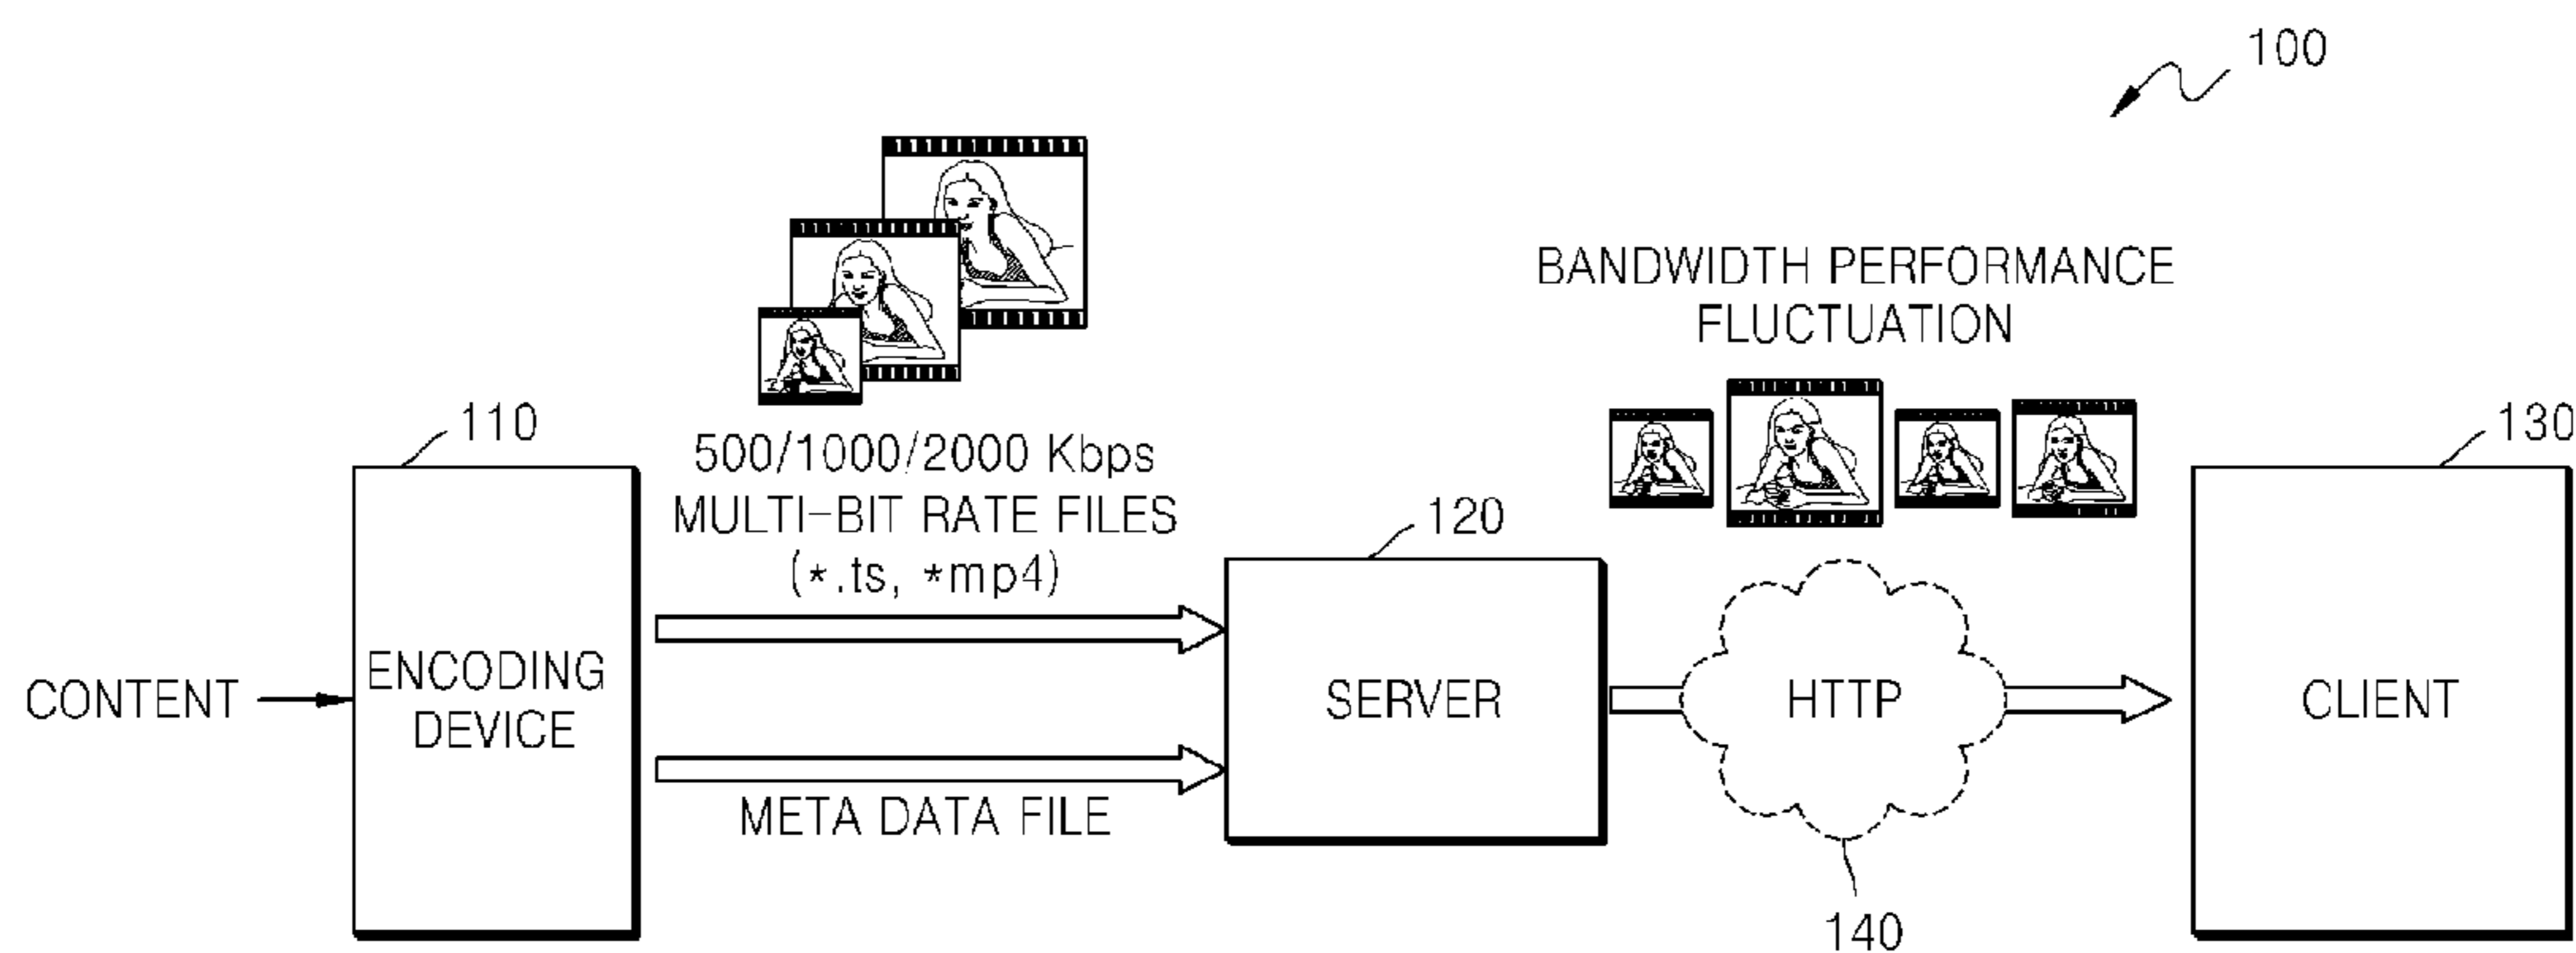 100
BANDWIDTH PERFORMANCE
FLUCTUATION
110
500/1000/2000 Kbps
MULTI-BIT RATE FILES
(*.ts, *mp4)
120
130
CONTENT
ENCODING
DEVICE
SERVER
HTTP
CLIENT
META DATA FILE
140